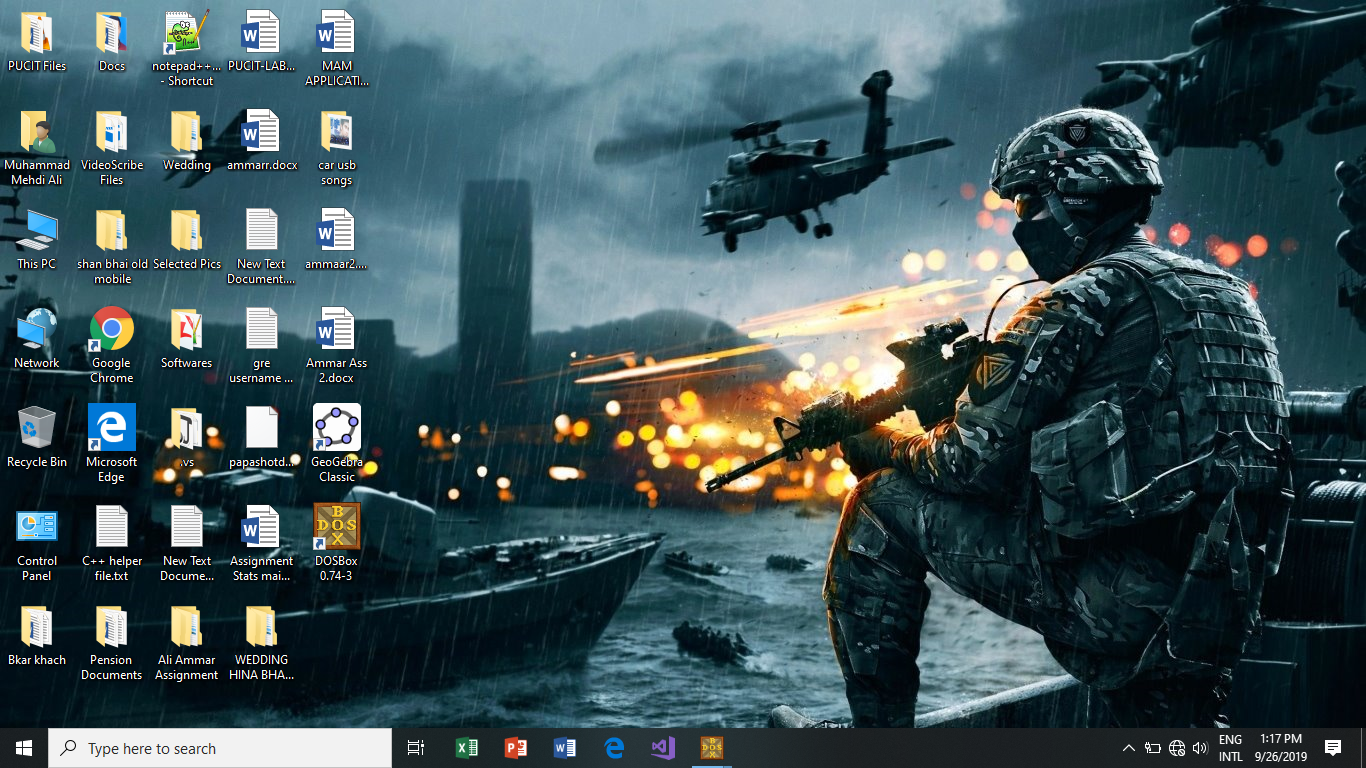 PUCIT Files
Docs
notepad++...
- Shortcut
PUCIT-LAB...
MAM
APPLICATI...
Muhammad
Mehdi Ali
VideoScribe
Files
Wedding
ammarr.docx
car usb
songs
This PC
shan bhai old
mobile
Selected Pics
New Text
Document....
ammaar2....
Network
Google
Chrome
Softwares
gre
username ...
Ammar Ass
2.docx
Recycle Bin
Microsoft
Edge
.vs
papashotd...
GeoGebra
Classic
Control
Panel
C++ helper
file.txt
New Text
Docume...
Assignment
Stats mai...
DOSBox
0.74-3
Bkar khach
Pension
Documents
Ali Ammar
Assignment
WEDDING
HINA BHA...
Type here to search
ENG
INTL
1:17 PM
9/26/2019